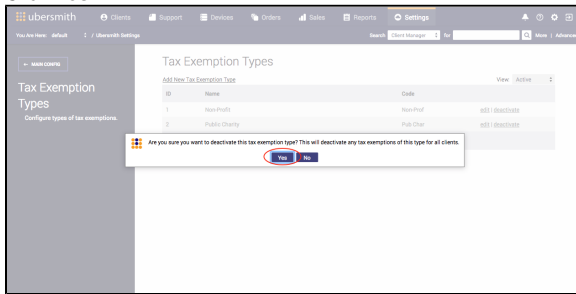 ubersmith Clients Support Devices Orders Sales Reports Settings
You Are Here: default / Ubersmith Settings Search Client Manager for More | Advanced
← MAIN CONFIG
Tax Exemption
Types
Configure types of tax exemptions.
Tax Exemption Types
Add New Tax Exemption Type View Active
ID Name Code
1 Non-Profit Non-Prof edit | deactivate
2 Public Charity Pub Char edit | deactivate
Are you sure you want to deactivate this tax exemption type? This will deactivate any tax exemptions of this type for all clients.
Yes No